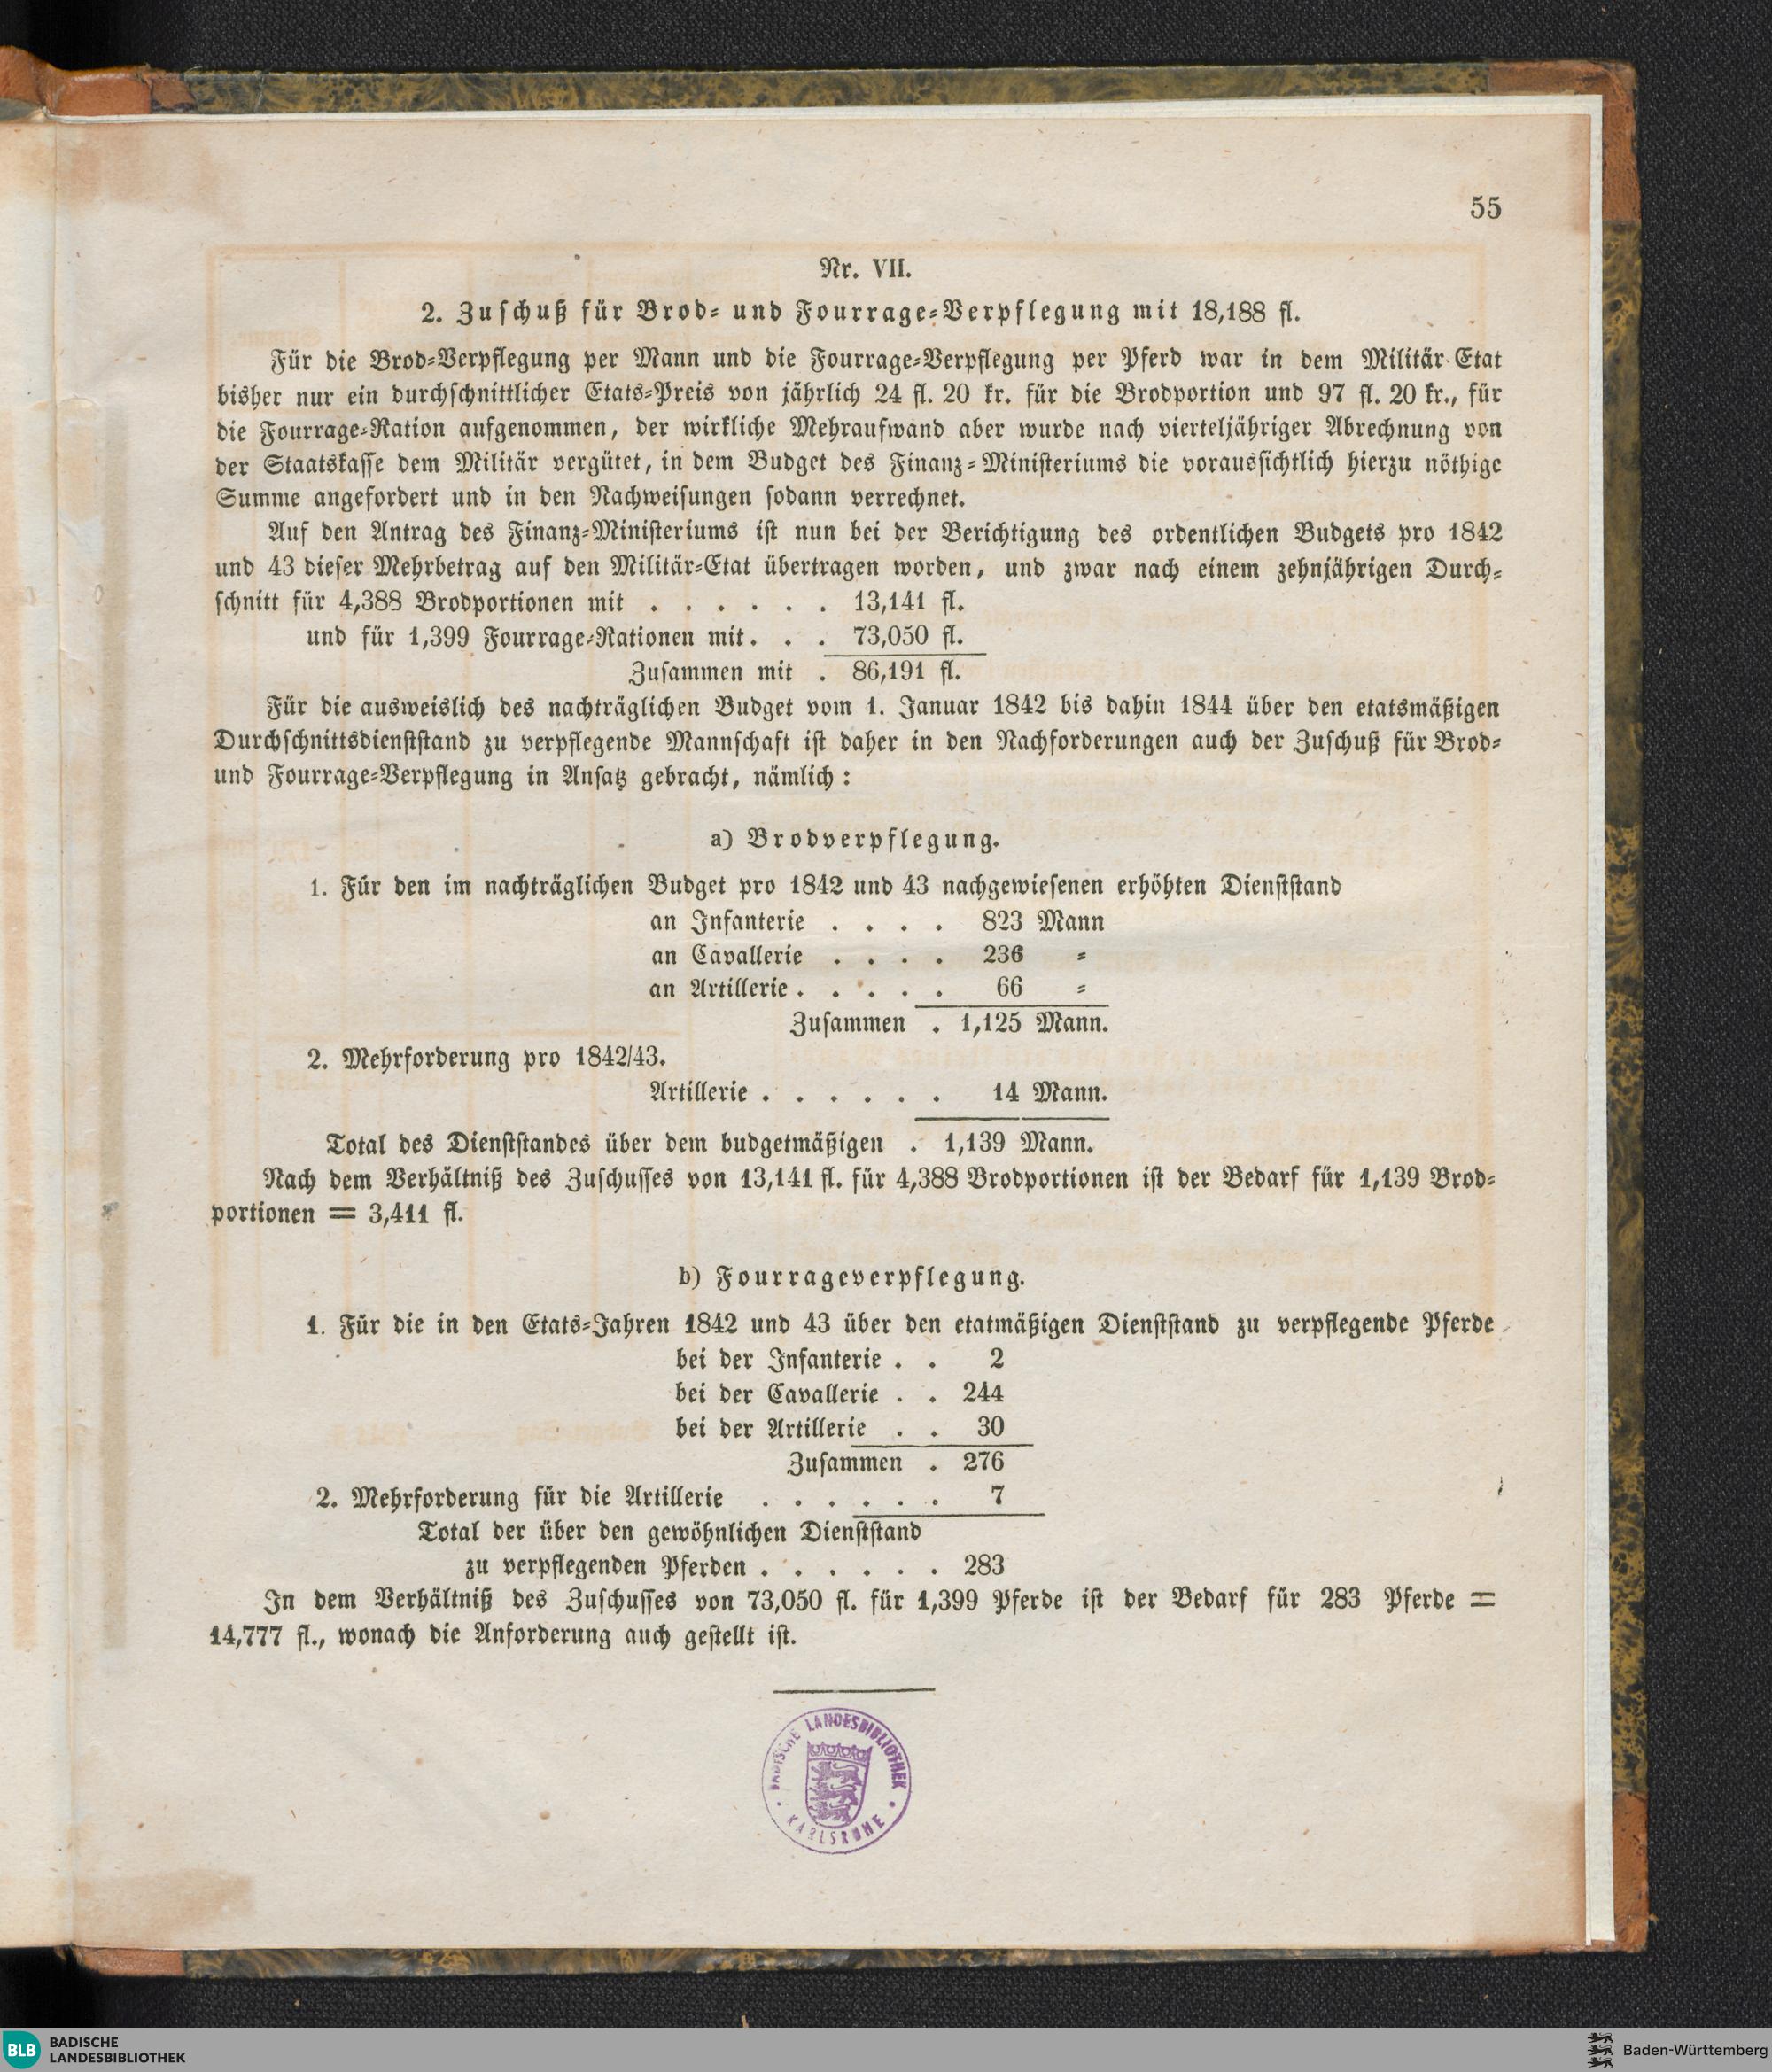 55
Nr. VII.
2. Zuschuß für Brod- und Fourrage-Verpflegung mit 18,188 fl.
Für die Brod-Verpflegung per Mann und die Fourrage-Verpflegung per Pferd war in dem Militär-Etat
bisher nur ein durchschnittlicher Etats-Preis von jährlich 24 fl. 20 kr. für die Brodportion und 97 fl. 20 kr., für
die Fourrage-Ration aufgenommen, der wirkliche Mehraufwand aber wurde nach vierteljähriger Abrechnung von
der Staatskasse dem Militär vergütet, in dem Budget des Finanz-Ministeriums die voraussichtlich hierzu nöthige
Summe angefordert und in den Nachweisungen sodann verrechnet.
Auf den Antrag des Finanz-Ministeriums ist nun bei der Berichtigung des ordentlichen Budgets pro 1842
und 43 dieser Mehrbetrag auf den Militär-Etat übertragen worden, und zwar nach einem zehnjährigen Durch-
schnitt für 4,388 Brodportionen mit . . . . . . 13,141 fl.
und für 1,399 Fourrage-Rationen mit . . . 73,050 fl.
Zusammen mit . 86,191 fl.
Für die ausweislich des nachträglichen Budget vom 1. Januar 1842 bis dahin 1844 über den etatsmäßigen
Durchschnittsdienststand zu verpflegende Mannschaft ist daher in den Nachforderungen auch der Zuschuß für Brod-
und Fourrage-Verpflegung in Ansatz gebracht, nämlich:
a) Brodverpflegung.
1. Für den im nachträglichen Budget pro 1842 und 43 nachgewiesenen erhöhten Dienststand
an Infanterie . . . . 823 Mann
an Cavallerie . . . . 236 =
an Artillerie . . . . . 66 =
Zusammen . 1,125 Mann.
2. Mehrforderung pro 1842/43.
Artillerie . . . . . . 14 Mann.
Total des Dienststandes über dem budgetmäßigen . 1,139 Mann.
Nach dem Verhältniß des Zuschusses von 13,141 fl. für 4,388 Brodportionen ist der Bedarf für 1,139 Brod-
portionen = 3,411 fl.
b) Fourrageverpflegung.
1. Für die in den Etats-Jahren 1842 und 43 über den etatmäßigen Dienststand zu verpflegende Pferde
bei der Infanterie . . 2
bei der Cavallerie . . 244
bei der Artillerie . . 30
Zusammen . 276
2. Mehrforderung für die Artillerie . . . . . . 7
Total der über den gewöhnlichen Dienststand
zu verpflegenden Pferden . . . . . . 283
In dem Verhältniß des Zuschusses von 73,050 fl. für 1,399 Pferde ist der Bedarf für 283 Pferde =
14,777 fl., wonach die Anforderung auch gestellt ist.
BADISCHE LANDESBIBLIOTHEK
KARLSRUHE
BLB BADISCHE
LANDESBIBLIOTHEK
Baden-Württemberg